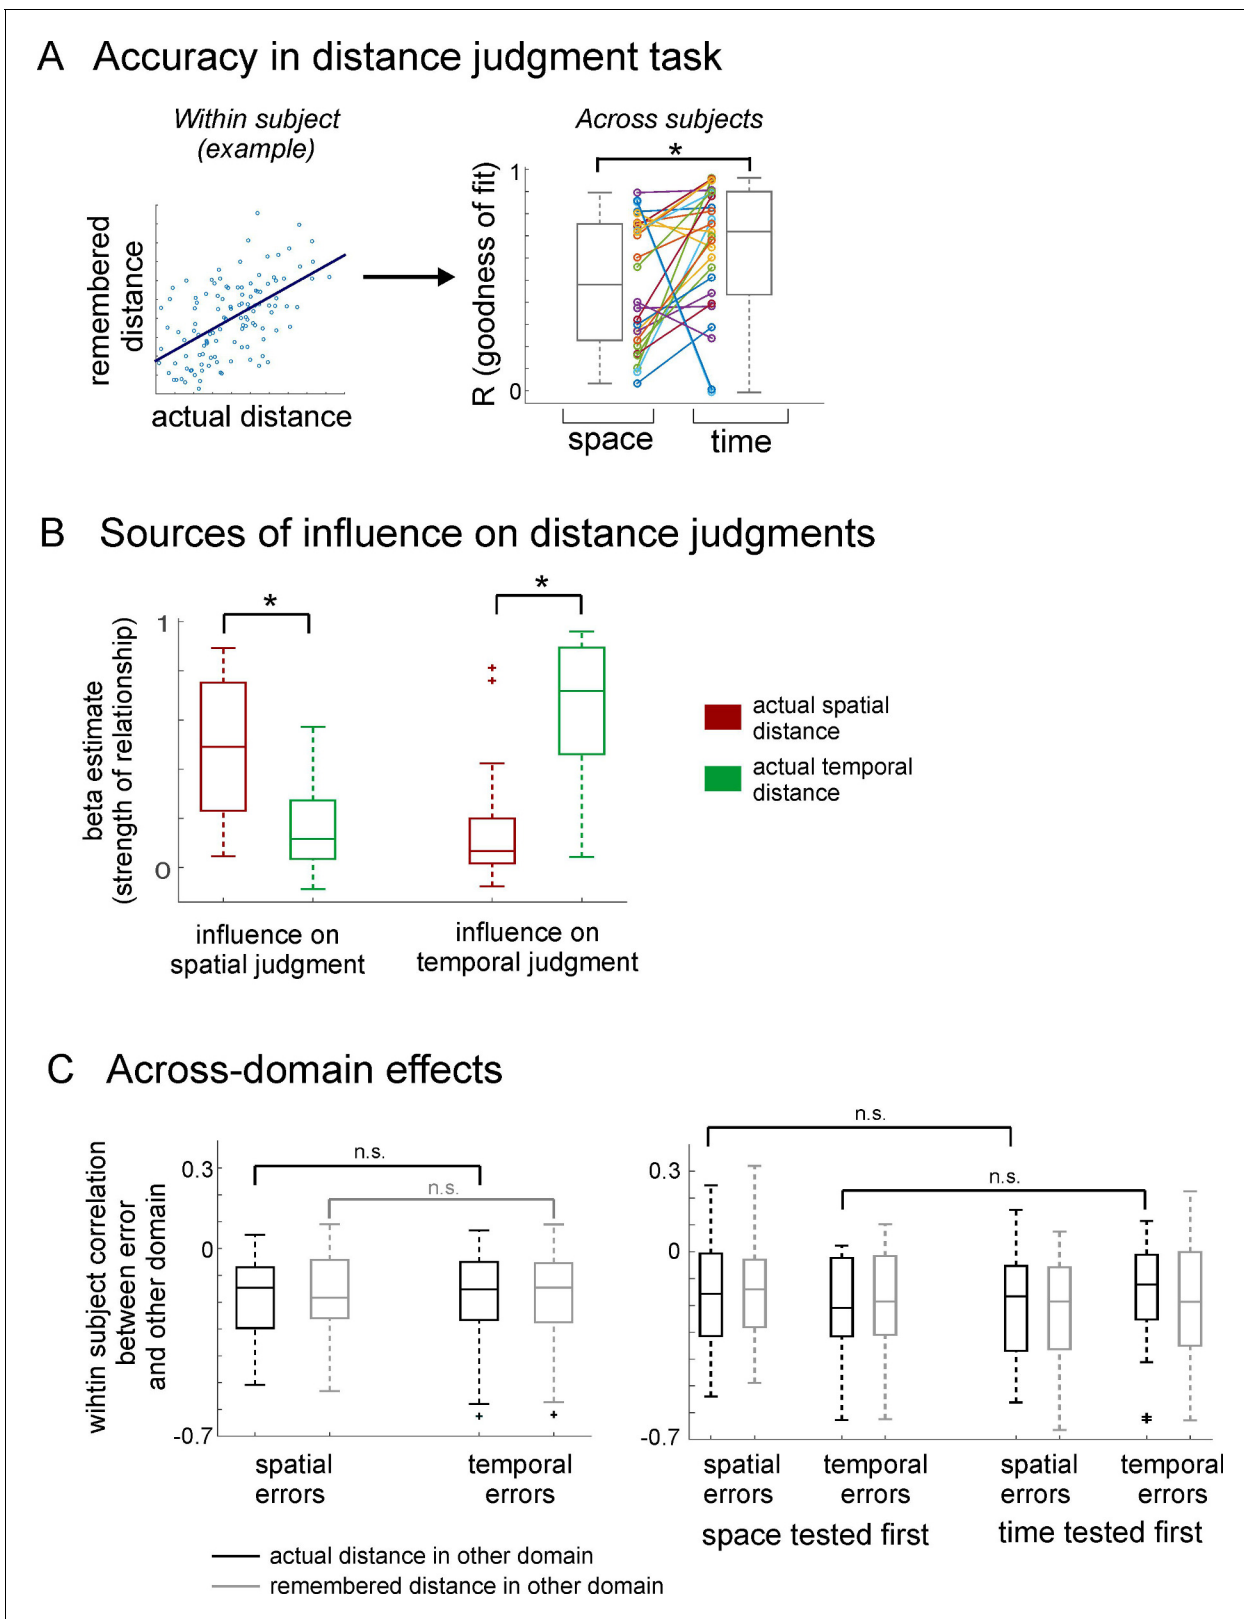 A Accuracy in distance judgment task
Within subject
(example)
remembered
distance
actual distance
Across subjects
*
R (goodness of fit)
1
0
space
time
B Sources of influence on distance judgments
*
*
beta estimate
(strength of relationship)
1
0
influence on
spatial judgment
influence on
temporal judgment
actual spatial
distance
actual temporal
distance
C Across-domain effects
wihtin subject correlation
between error
and other domain
0.3
0
-0.7
n.s.
n.s.
spatial
errors
temporal
errors
actual distance in other domain
remembered distance in other domain
0.3
0
-0.7
n.s.
n.s.
spatial
errors
temporal
errors
spatial
errors
temporal
errors
space tested first
time tested first